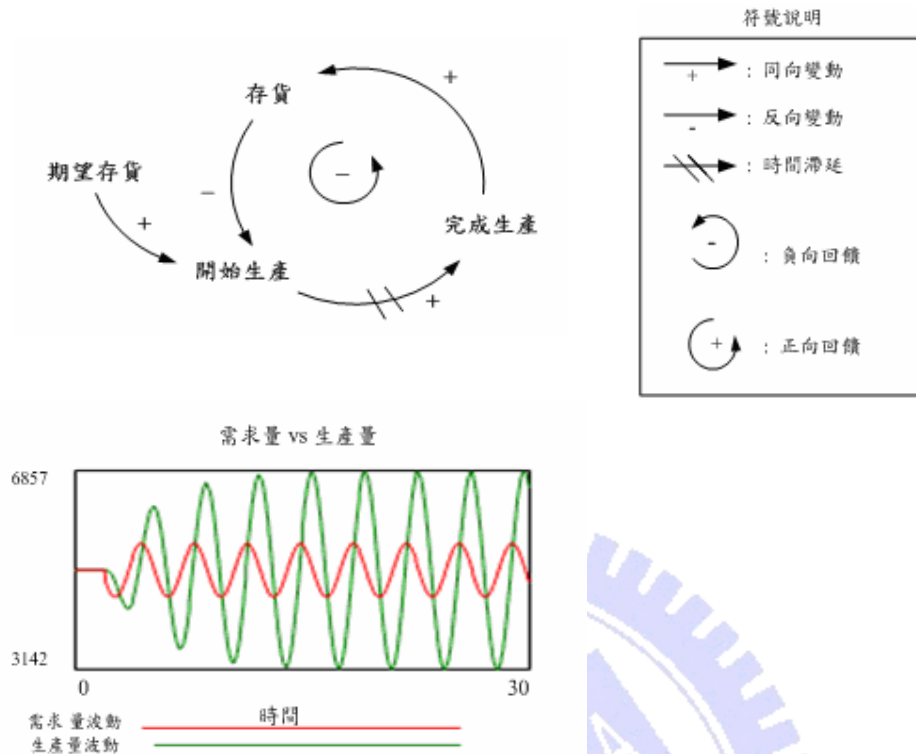 符號說明
+
存貨
+
: 同向變動
-
: 反向變動
期望存貨
–
–
: 時間滯延
+
完成生產
開始生產
+
-
: 負向回饋
+
: 正向回饋
需求量 vs 生產量
6857
3142
0
30
時間
需求 量波動
生產量波動